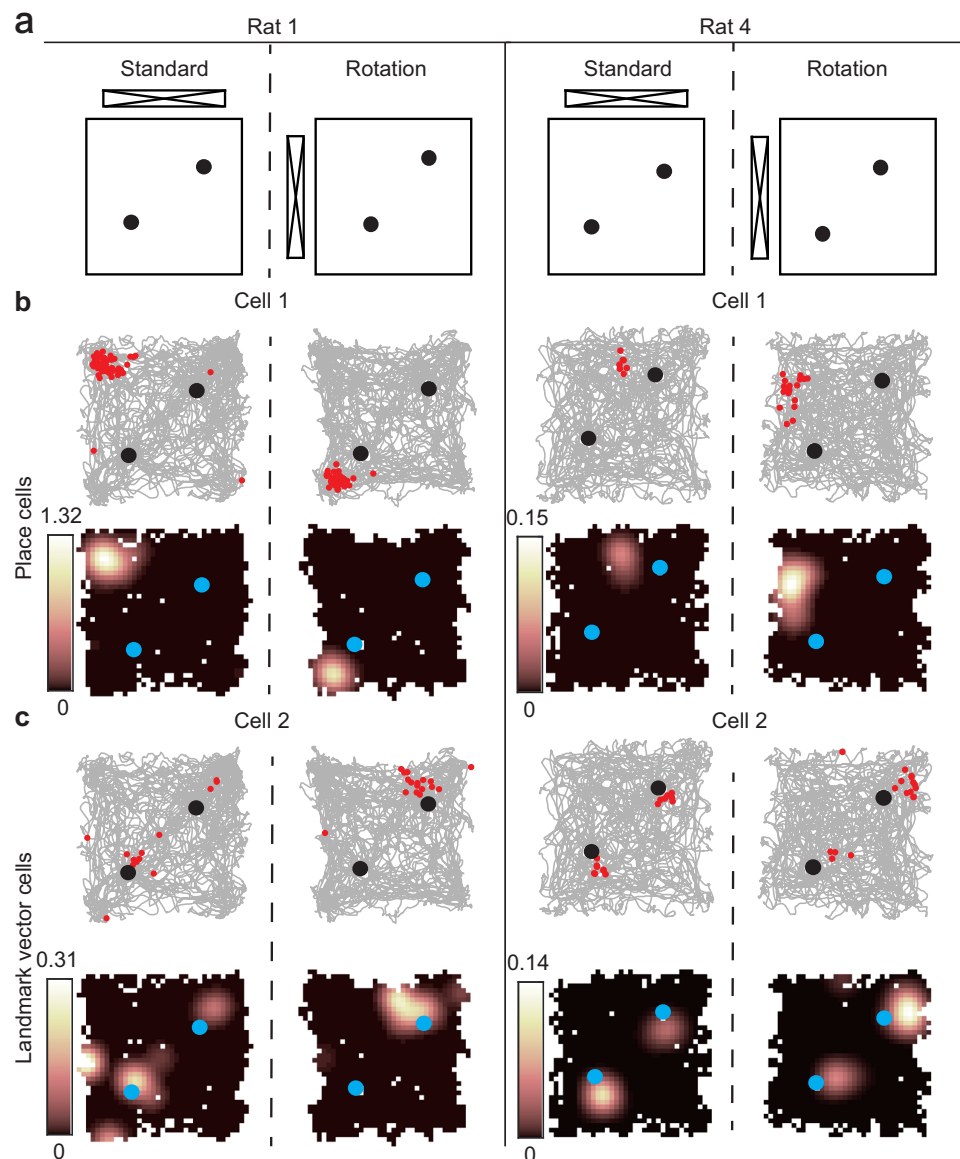 a
Rat 1
Rat 4
Standard
Rotation
Standard
Rotation
b
Cell 1
Cell 1
Place cells
1.32
0
0.15
0
c
Cell 2
Cell 2
Landmark vector cells
0.31
0
0.14
0